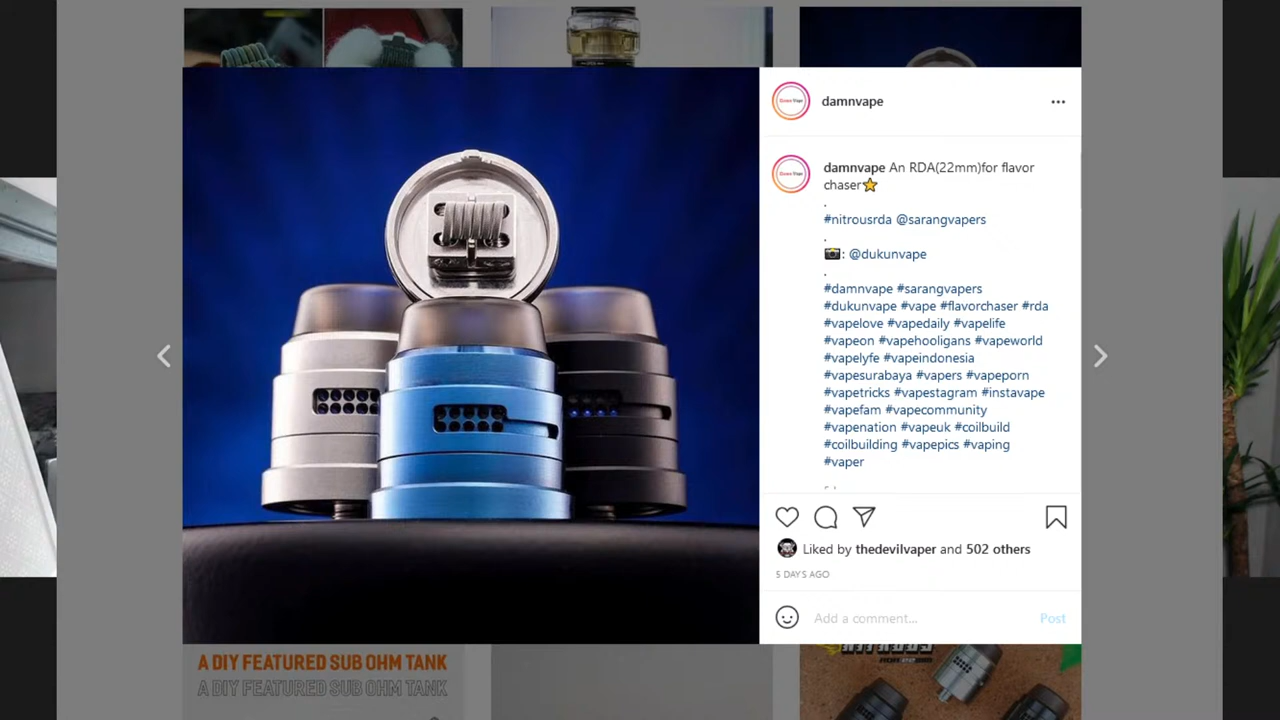 damnvape
damnvape An RDA(22mm)for flavor
chaser⭐
.
#nitrousrda @sarangvapers
.
📸: @dukunvape
.
#damnvape #sarangvapers
#dukunvape #vape #flavorchaser #rda
#vapelove #vapedaily #vapelife
#vapeon #vapehooligans #vapeworld
#vapelyfe #vapeindonesia
#vapesurabaya #vapers #vapeporn
#vapetricks #vapestagram #instavape
#vapefam #vapecommunity
#vapenation #vapeuk #coilbuild
#coilbuilding #vapepics #vaping
#vaper
Liked by thedevilvaper and 502 others
5 DAYS AGO
Add a comment... Post
A DIY FEATURED SUB OHM TANK
A DIY FEATURED SUB OHM TANK